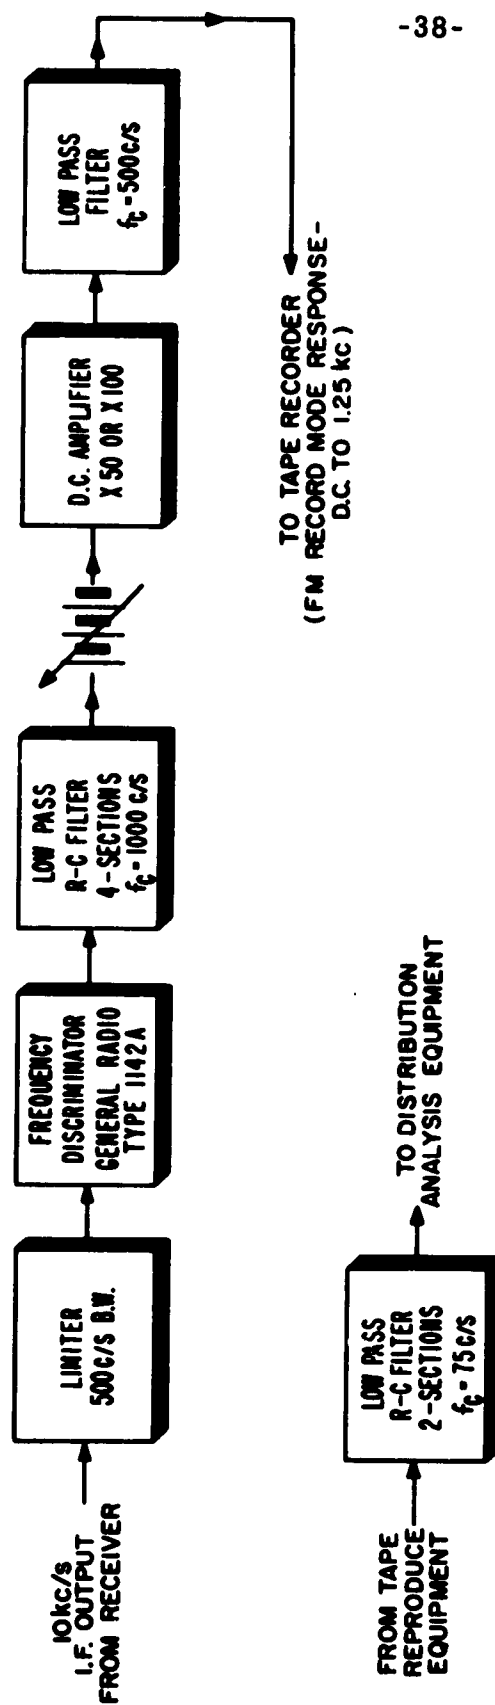 -38-
10kc/s
I.F. OUTPUT
FROM RECEIVER
LIMITER
500C/S B.W.
FREQUENCY
DISCRIMINATOR
GENERAL RADIO
TYPE 1142A
LOW PASS
R-C FILTER
4-SECTIONS
fc = 1000 C/S
D.C. AMPLIFIER
X 50 OR X 100
LOW PASS
FILTER
fc = 500C/S
TO TAPE RECORDER
(FM RECORD MODE RESPONSE-
D.C. TO 1.25 kc)
FROM TAPE
REPRODUCE
EQUIPMENT
LOW PASS
R-C FILTER
2-SECTIONS
fc = 75C/S
TO DISTRIBUTION
ANALYSIS EQUIPMENT